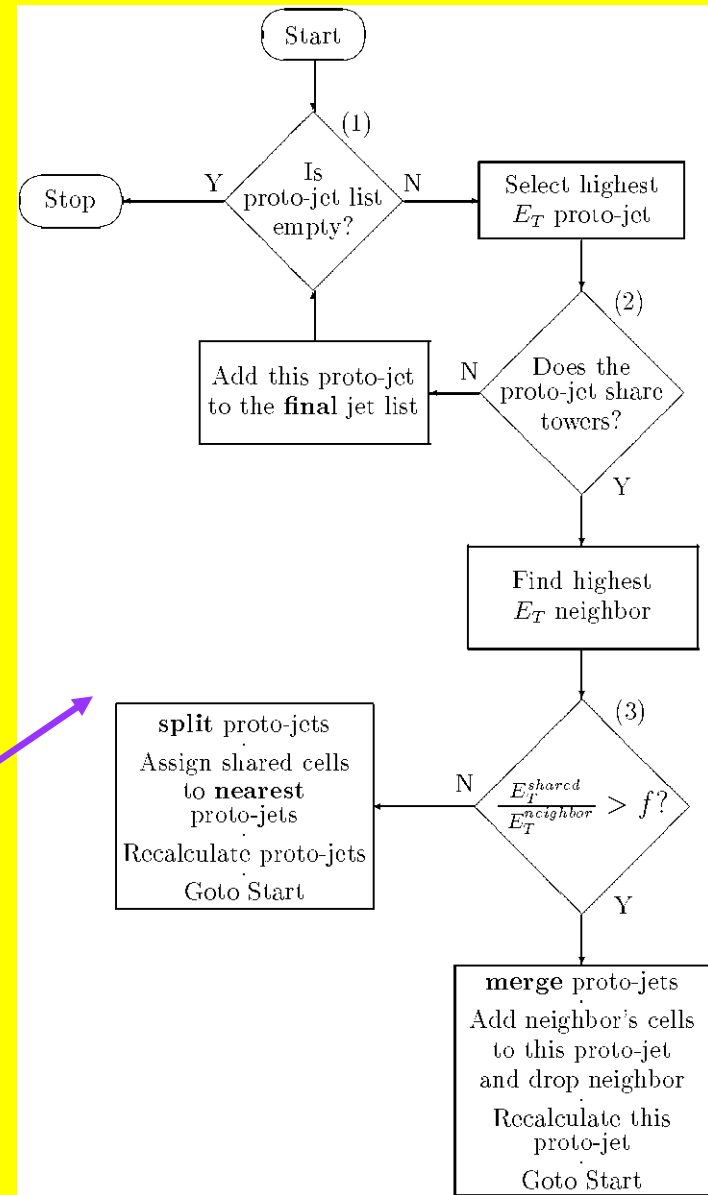 Start
(1)
Is
proto-jet list
empty?
Y
N
Stop
Select highest
E_T proto-jet
(2)
Does the
proto-jet share
towers?
N
Y
Add this proto-jet
to the final jet list
Find highest
E_T neighbor
(3)
E_T^{shared}/E_T^{neighbor} > f?
N
Y
split proto-jets
.
Assign shared cells
to nearest
proto-jets
.
Recalculate proto-jets
.
Goto Start
merge proto-jets
.
Add neighbor's cells
to this proto-jet
and drop neighbor
.
Recalculate this
proto-jet
.
Goto Start